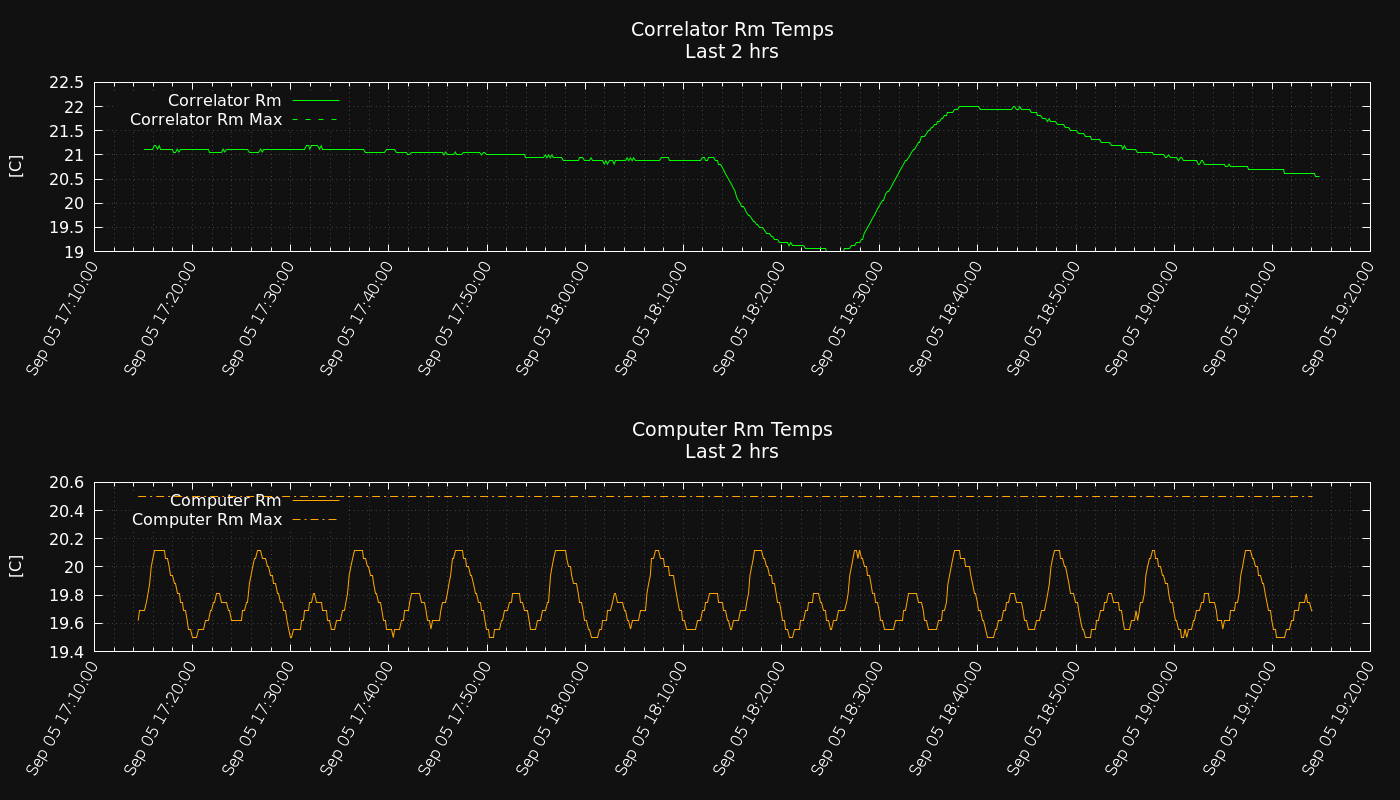 Correlator Rm Temps
Last 2 hrs
22.5
22
21.5
21
20.5
20
19.5
19
[C]
Correlator Rm
Correlator Rm Max
Sep 05 17:10:00
Sep 05 17:20:00
Sep 05 17:30:00
Sep 05 17:40:00
Sep 05 17:50:00
Sep 05 18:00:00
Sep 05 18:10:00
Sep 05 18:20:00
Sep 05 18:30:00
Sep 05 18:40:00
Sep 05 18:50:00
Sep 05 19:00:00
Sep 05 19:10:00
Sep 05 19:20:00
Computer Rm Temps
Last 2 hrs
20.6
20.4
20.2
20
19.8
19.6
19.4
[C]
Computer Rm
Computer Rm Max
Sep 05 17:10:00
Sep 05 17:20:00
Sep 05 17:30:00
Sep 05 17:40:00
Sep 05 17:50:00
Sep 05 18:00:00
Sep 05 18:10:00
Sep 05 18:20:00
Sep 05 18:30:00
Sep 05 18:40:00
Sep 05 18:50:00
Sep 05 19:00:00
Sep 05 19:10:00
Sep 05 19:20:00